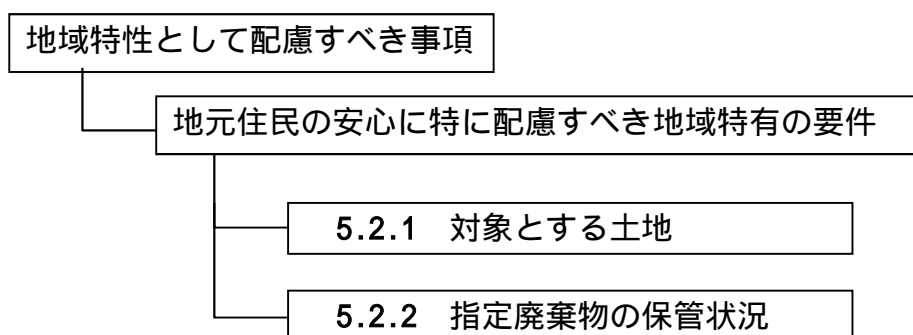 地域特性として配慮すべき事項
地元住民の安心に特に配慮すべき地域特有の要件
5.2.1 対象とする土地
5.2.2 指定廃棄物の保管状況